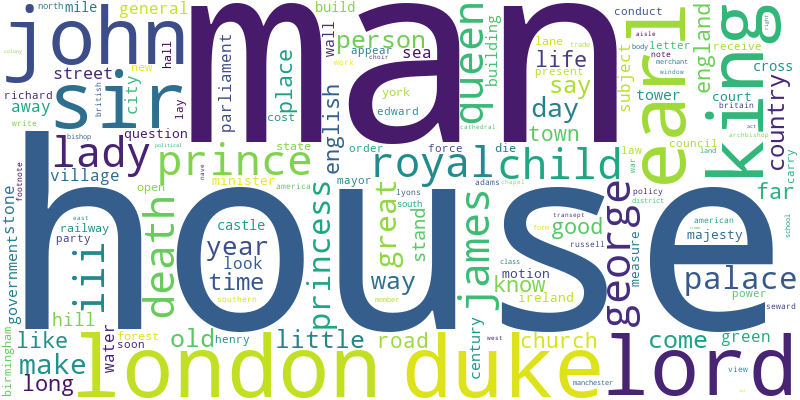 man
house
john
sir
earl
king
queen
london
duke
lord
george
james
royal
child
prince
princess
lady
death
iii
palace
north
mile
general
build
person
wall
hall
appear
sea
life
say
day
town
lane
present
conduct
subject
letter
england
receive
building
tower
court
cross
country
britain
note
merchant
window
body
aisle
right
trade
cathedral
colony
street
new
city
british
lay
richard
away
write
question
bishop
political
parliament
place
cost
york
edward
work
choir
english
state
order
force
die
law
council
land
act
archbishop
war
carry
far
footnote
village
open
minister
america
nave
mayor
adams
chapel
lyons
south
policy
district
american
majesty
school
government
stone
east
railway
party
castle
year
look
time
southern
great
stand
way
member
good
form
transept
russell
class
motion
know
ireland
measure
power
seward
hill
birmingham
like
make
long
water
forest
soon
old
henry
little
road
century
west
church
manchester
come
green
view